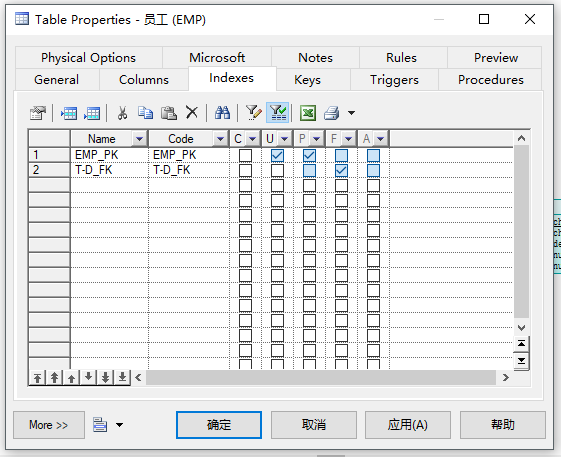 Table Properties - 员工 (EMP)
Physical Options Microsoft Notes Rules Preview
General Columns Indexes Keys Triggers Procedures
Name Code C U P F A
1 EMP_PK EMP_PK
2 T-D_FK T-D_FK
More >> 确定 取消 应用(A) 帮助